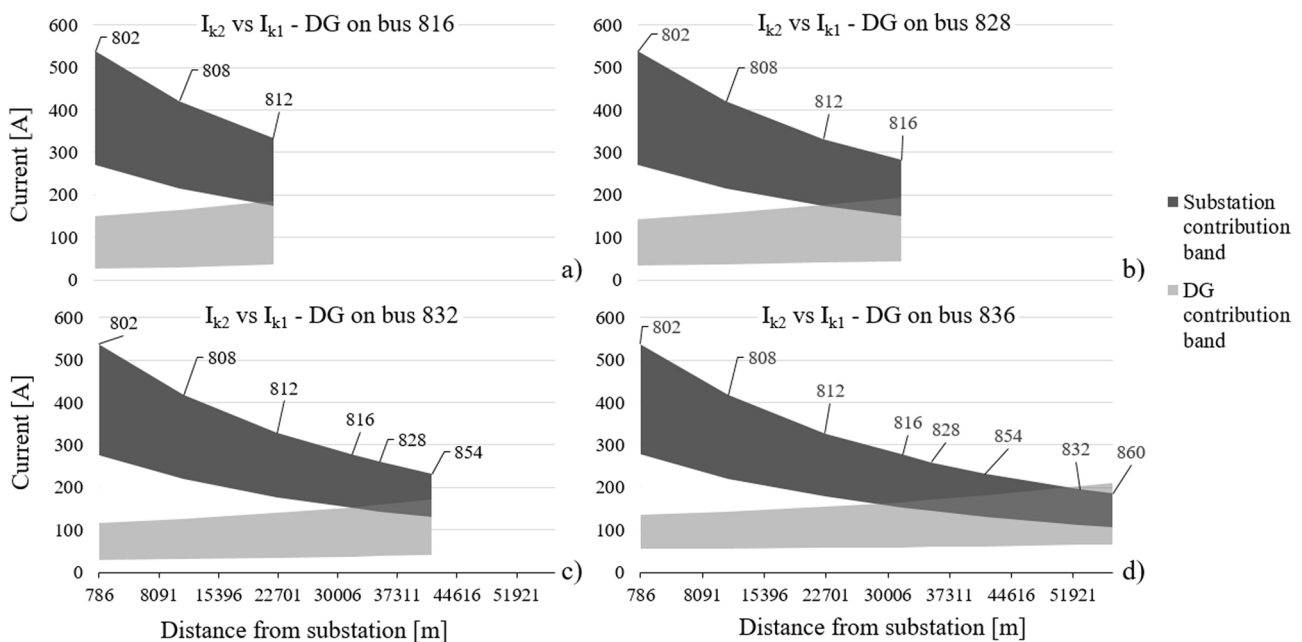 I_k2 vs I_k1 - DG on bus 816
Current [A]
600
500
400
300
200
100
0
802
808
812
a)
I_k2 vs I_k1 - DG on bus 828
600
500
400
300
200
100
0
802
808
812
816
b)
Substation
contribution
band
DG
contribution
band
I_k2 vs I_k1 - DG on bus 832
Current [A]
600
500
400
300
200
100
0
802
808
812
816
828
854
c)
786 8091 15396 22701 30006 37311 44616 51921
Distance from substation [m]
I_k2 vs I_k1 - DG on bus 836
600
500
400
300
200
100
0
802
808
812
816
828
854
832
860
d)
786 8091 15396 22701 30006 37311 44616 51921
Distance from substation [m]